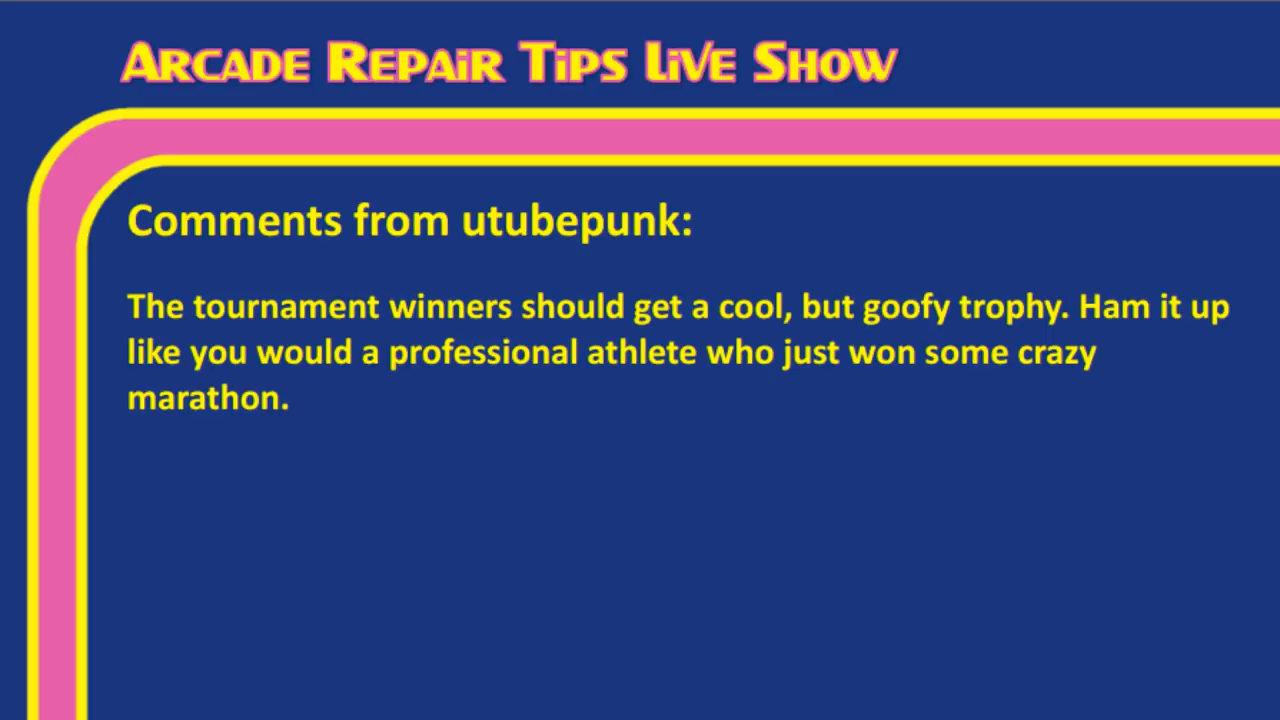 Arcade Repair Tips Live Show
Comments from utubepunk:
The tournament winners should get a cool, but goofy trophy. Ham it up
like you would a professional athlete who just won some crazy
marathon.